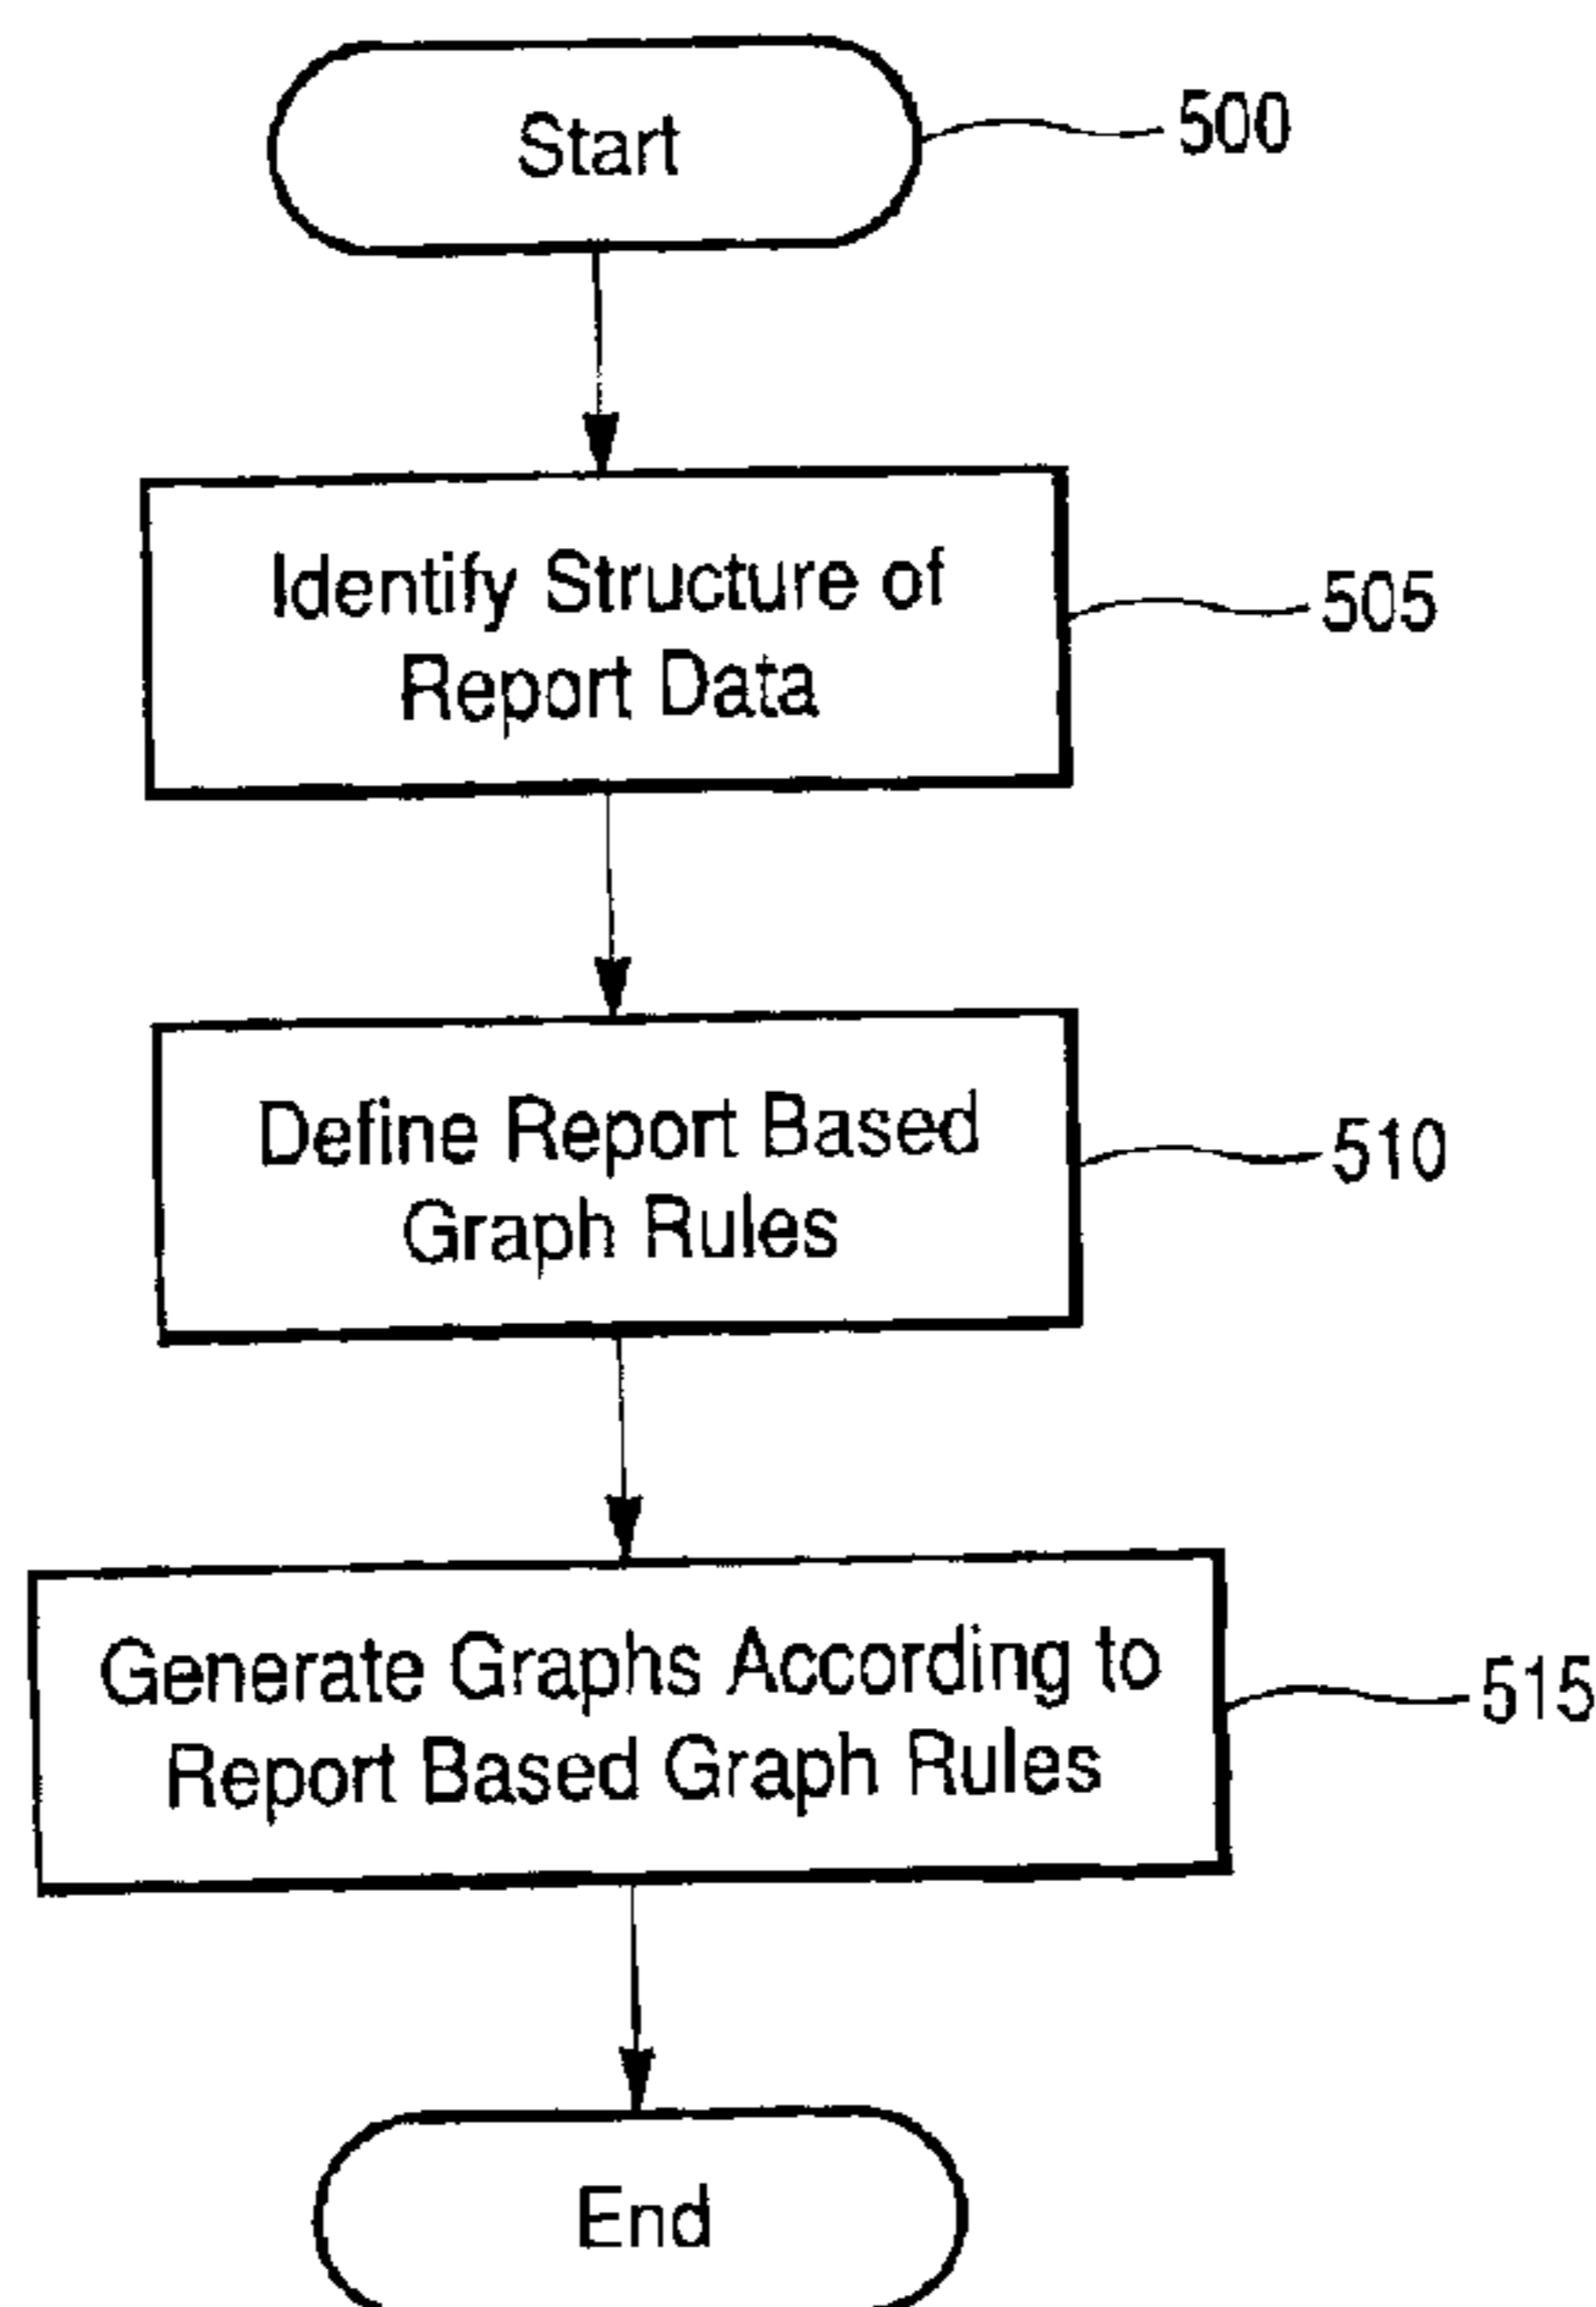 Start
500
Identify Structure of
Report Data
505
Define Report Based
Graph Rules
510
Generate Graphs According to
Report Based Graph Rules
515
End